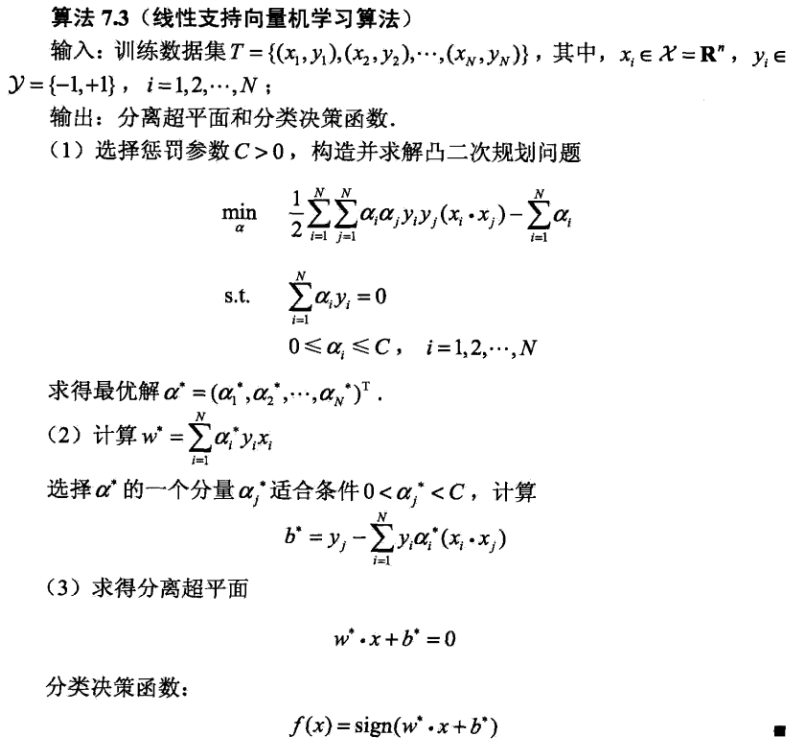 算法 7.3（线性支持向量机学习算法）
输入：训练数据集 $T=\{(x_1,y_1),(x_2,y_2),\cdots,(x_N,y_N)\}$，其中，$x_i\in\mathcal{X}=\mathbf{R}^n$，$y_i\in$
$\mathcal{Y}=\{-1,+1\}$，$i=1,2,\cdots,N$；
输出：分离超平面和分类决策函数.
（1）选择惩罚参数 $C>0$，构造并求解凸二次规划问题
$\min_{\alpha}\quad \frac{1}{2}\sum_{i=1}^{N}\sum_{j=1}^{N}\alpha_i\alpha_j y_i y_j(x_i\cdot x_j)-\sum_{i=1}^{N}\alpha_i$
$\text{s.t.}\quad \sum_{i=1}^{N}\alpha_i y_i=0$
$0\leqslant\alpha_i\leqslant C,\quad i=1,2,\cdots,N$
求得最优解 $\alpha^*=(\alpha_1^*,\alpha_2^*,\cdots,\alpha_N^*)^{\mathrm{T}}$.
（2）计算 $w^*=\sum_{i=1}^{N}\alpha_i^* y_i x_i$
选择 $\alpha^*$ 的一个分量 $\alpha_j^*$ 适合条件 $0<\alpha_j^*<C$，计算
$b^*=y_j-\sum_{i=1}^{N}y_i\alpha_i^*(x_i\cdot x_j)$
（3）求得分离超平面
$w^*\cdot x+b^*=0$
分类决策函数：
$f(x)=\text{sign}(w^*\cdot x+b^*)$ ■